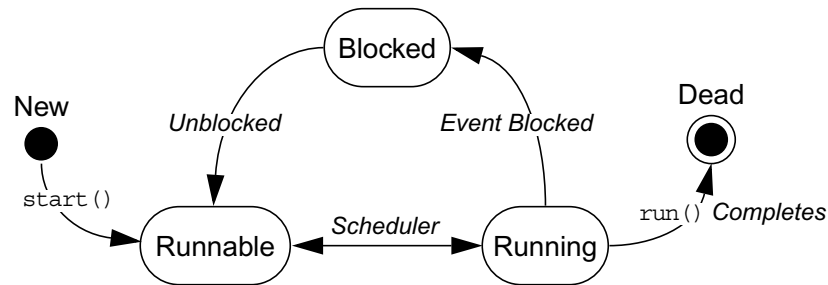 Blocked
New
Dead
Unblocked
Event Blocked
start()
run() Completes
Scheduler
Runnable
Running